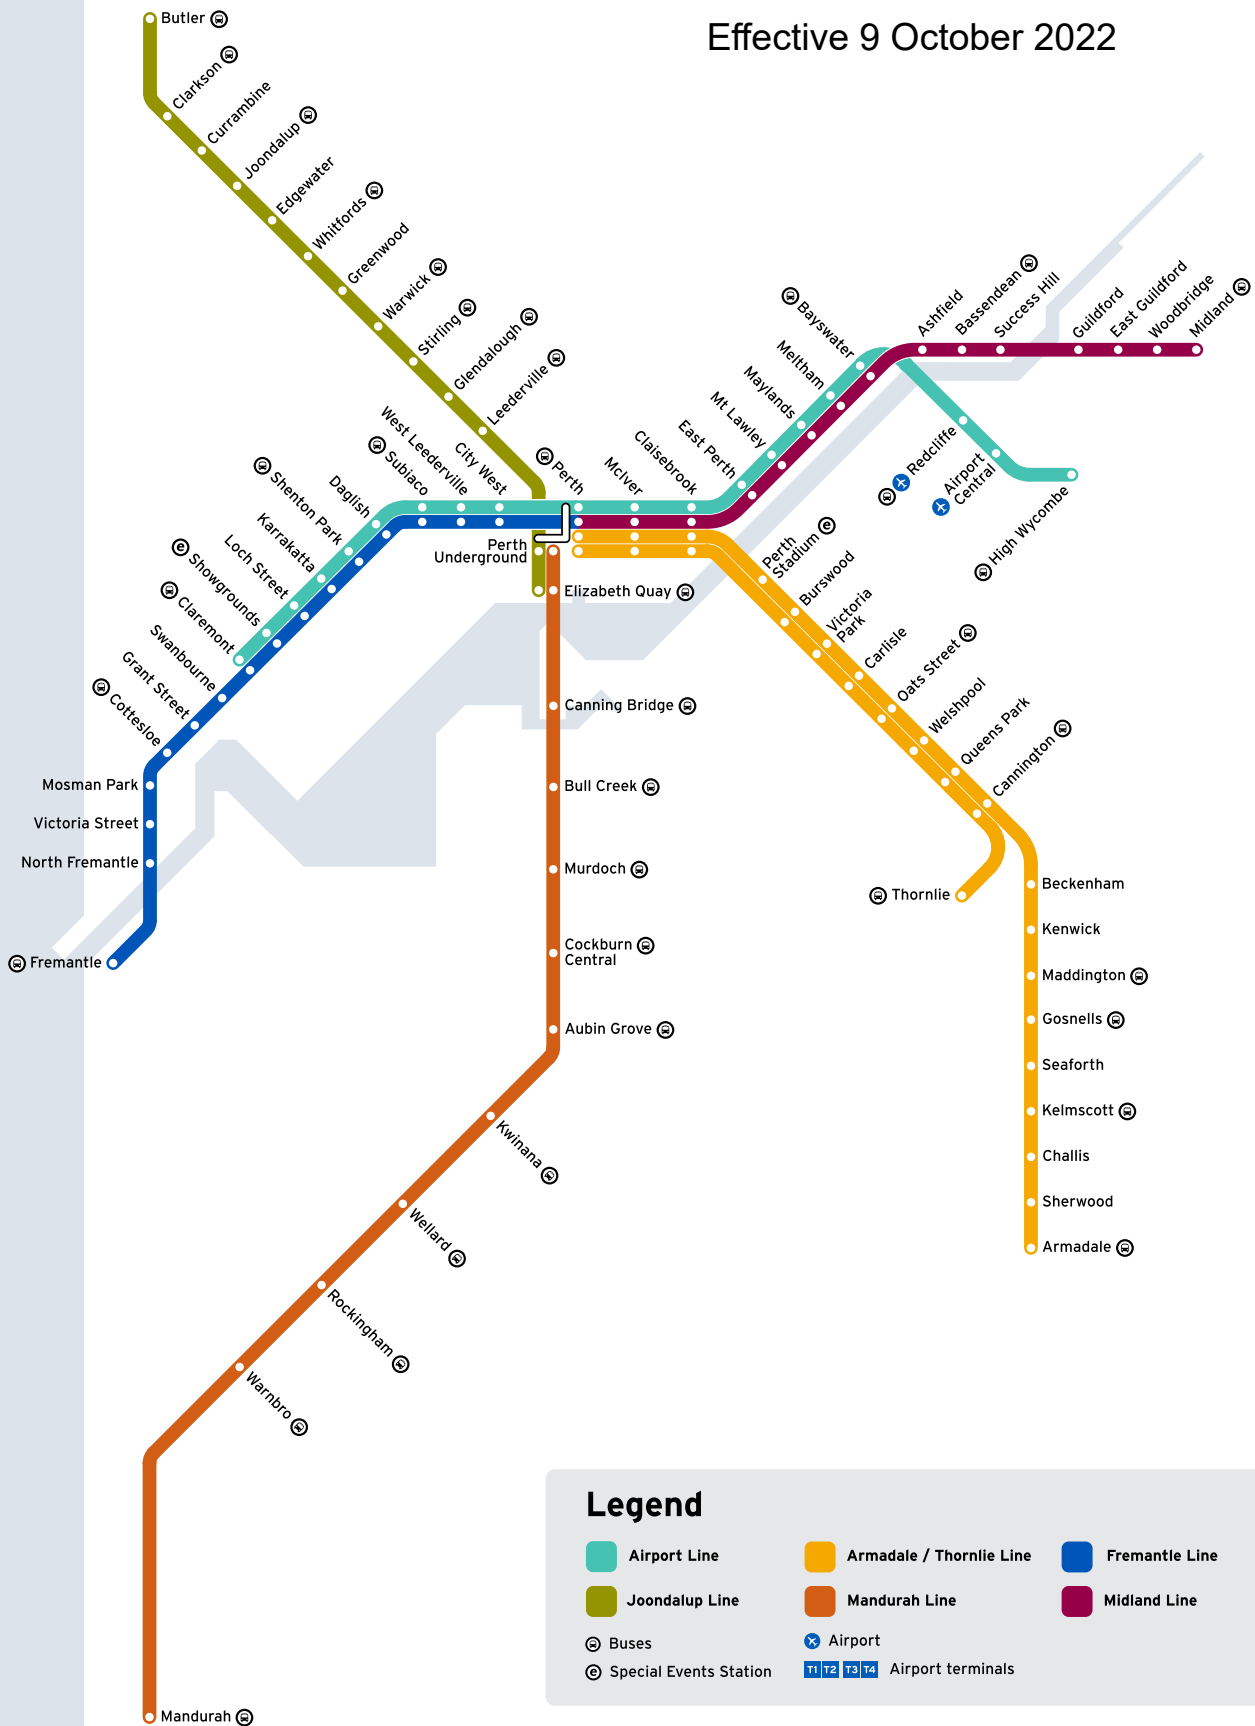 Effective 9 October 2022
Butler
Clarkson
Currambine
Joondalup
Edgewater
Whitfords
Greenwood
Warwick
Stirling
Glendalough
Leederville
Perth
Underground
Elizabeth Quay
Canning Bridge
Bull Creek
Murdoch
Cockburn
Central
Aubin Grove
Kwinana
Wellard
Rockingham
Warnbro
Mandurah
Perth
City West
West Leederville
Subiaco
Daglish
Shenton Park
Karrakatta
Loch Street
e
Showgrounds
Claremont
Swanbourne
Grant Street
Cottesloe
Mosman Park
Victoria Street
North Fremantle
Fremantle
McIver
Claisebrook
East Perth
Mt Lawley
Maylands
Meltham
Bayswater
Ashfield
Bassendean
Success Hill
Guildford
East Guildford
Woodbridge
Midland
Redcliffe
Airport
Central
High Wycombe
Perth
Stadium
e
Burswood
Victoria
Park
Carlisle
Oats Street
Welshpool
Queens Park
Cannington
Thornlie
Beckenham
Kenwick
Maddington
Gosnells
Seaforth
Kelmscott
Challis
Sherwood
Armadale
Legend
Airport Line
Armadale / Thornlie Line
Fremantle Line
Joondalup Line
Mandurah Line
Midland Line
Buses
Airport
e Special Events Station
T1 T2 T3 T4 Airport terminals